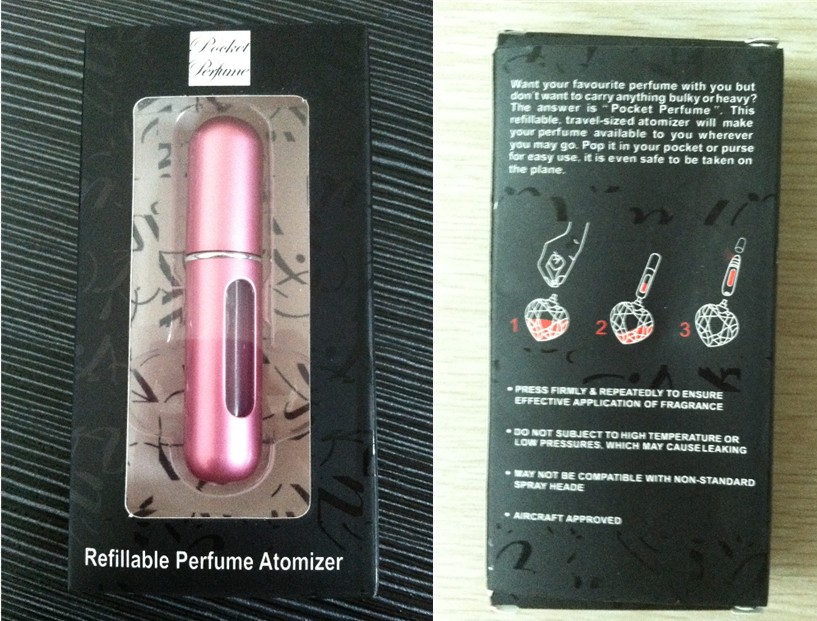 Pocket
Perfume
Refillable Perfume Atomizer
Want your favourite perfume with you but
don't want to carry anything bulky or heavy?
The answer is "Pocket Perfume". This
refillable, travel-sized atomizer will make
your perfume available to you wherever
you may go. Pop it in your pocket or purse
for easy use, it is even safe to be taken on
the plane.
1 2 3
• PRESS FIRMLY & REPEATEDLY TO ENSURE
EFFECTIVE APPLICATION OF FRAGRANCE
• DO NOT SUBJECT TO HIGH TEMPERATURE OR
LOW PRESSURES, WHICH MAY CAUSE LEAKING
• MAY NOT BE COMPATIBLE WITH NON-STANDARD
SPRAY HEADE
• AIRCRAFT APPROVED